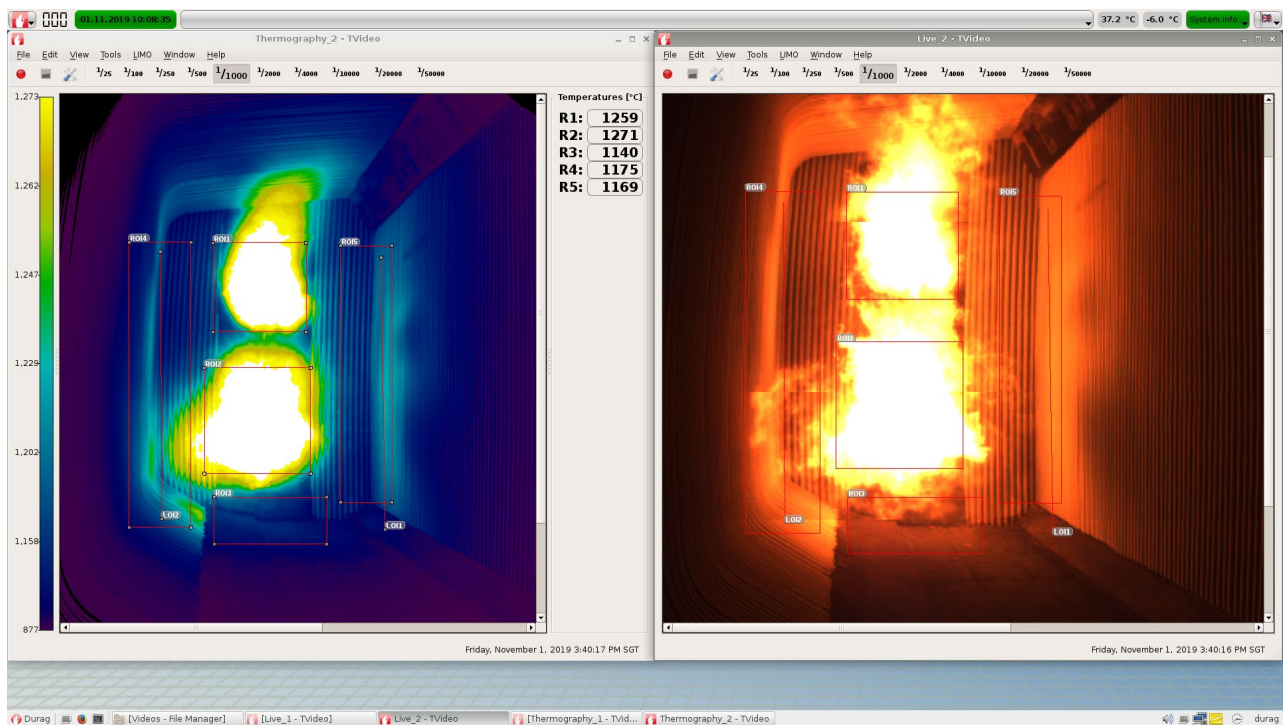 01.11.2019 10:08:35
37.2 °C
-6.0 °C
System info
Thermography_2 - TVideo
File Edit View Tools LIMO Window Help
1/25 1/100 1/250 1/500 1/1000 1/2000 1/4000 1/10000 1/20000 1/50000
1,273
1,262
1,247
1,229
1,202
1,158
877
ROI4
ROI1
ROI5
ROI2
ROI3
LOI2
LOI1
Temperatures [°C]
R1: 1259
R2: 1271
R3: 1140
R4: 1175
R5: 1169
Friday, November 1, 2019 3:40:17 PM SGT
Live_2 - TVideo
File Edit View Tools LIMO Window Help
1/25 1/100 1/250 1/500 1/1000 1/2000 1/4000 1/10000 1/20000 1/50000
ROI4
ROI1
ROI5
ROI2
ROI3
LOI2
LOI1
Friday, November 1, 2019 3:40:16 PM SGT
Durag
[Videos - File Manager]
[Live_1 - TVideo]
Live_2 - TVideo
[Thermography_1 - TVid...
Thermography_2 - TVideo
durag